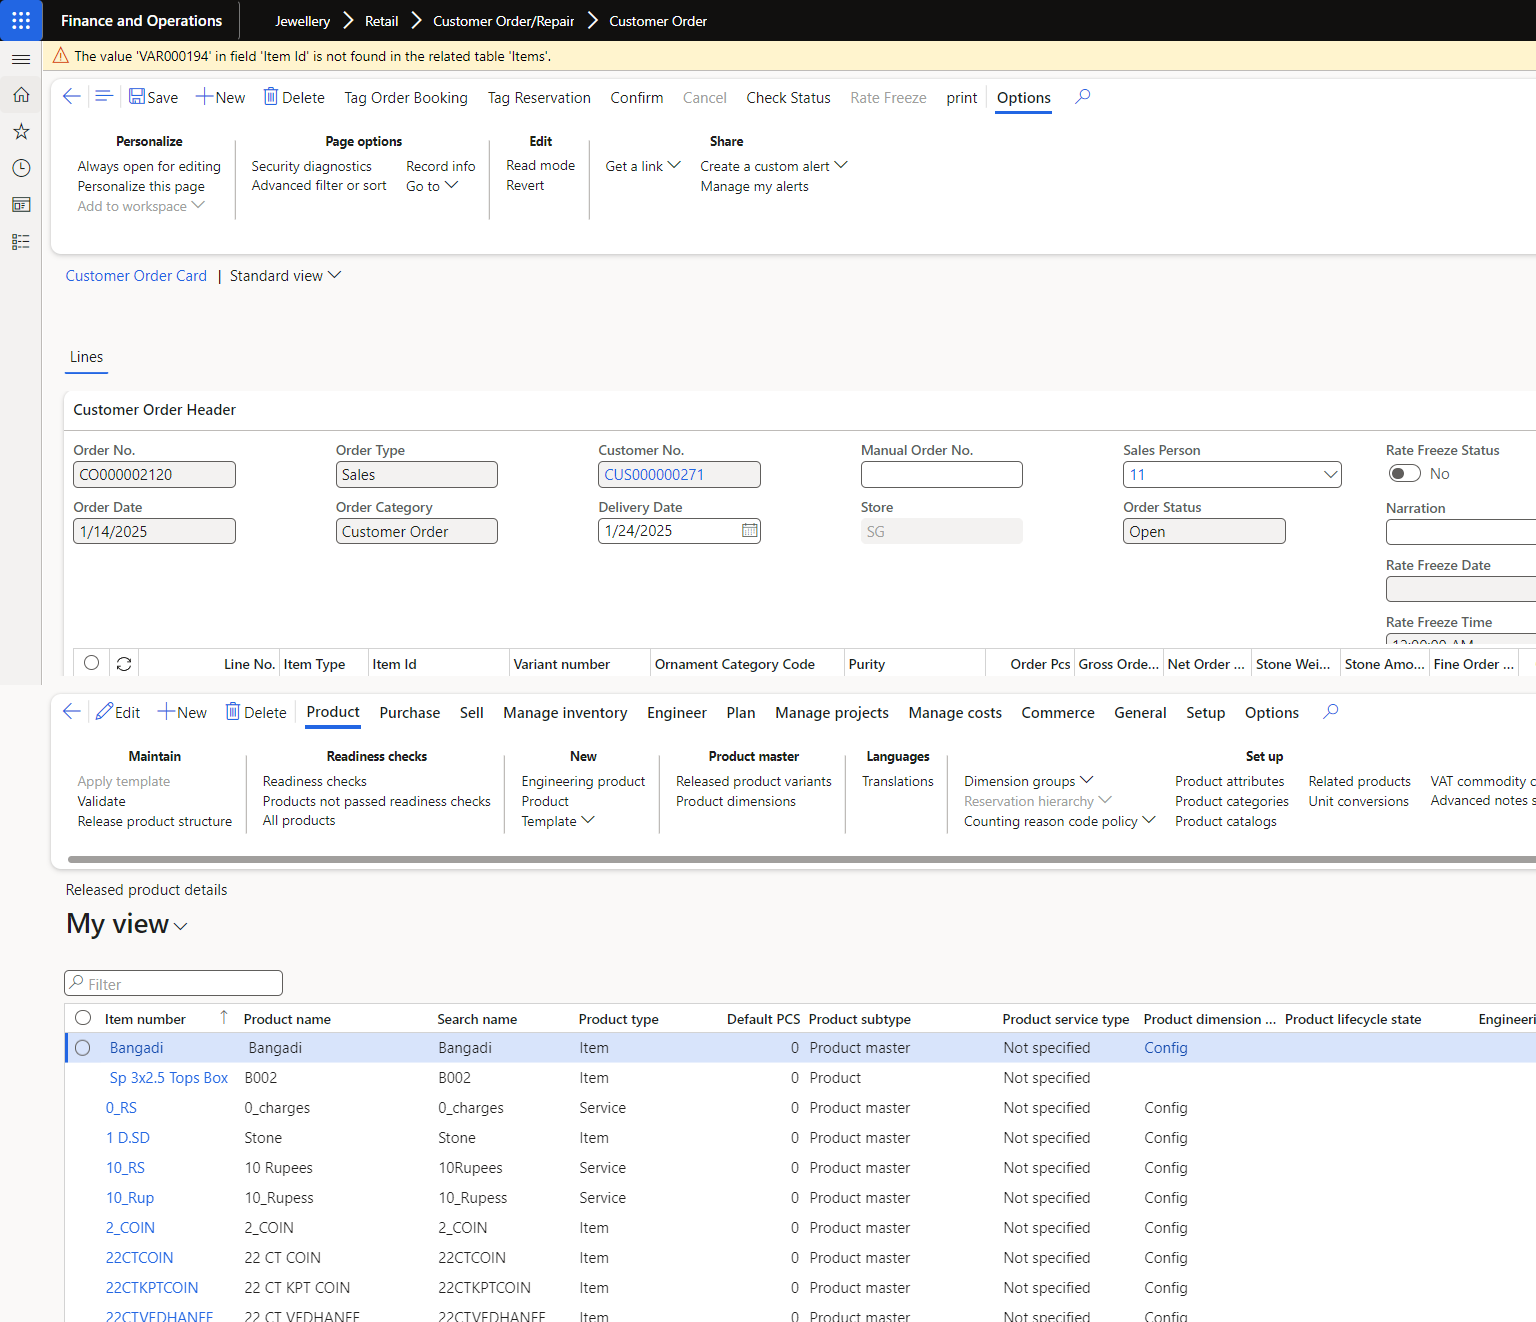 Finance and Operations Jewellery Retail Customer Order/Repair Customer Order
The value 'VAR000194' in field 'Item Id' is not found in the related table 'Items'.
Save New Delete Tag Order Booking Tag Reservation Confirm Cancel Check Status Rate Freeze print Options
Personalize Page options Edit Share
Always open for editing Security diagnostics Record info Read mode Get a link Create a custom alert
Personalize this page Advanced filter or sort Go to Revert Manage my alerts
Add to workspace
Customer Order Card | Standard view
Lines
Customer Order Header
Order No. Order Type Customer No. Manual Order No. Sales Person Rate Freeze Status
CO000002120 Sales CUS000000271 11 No
Order Date Order Category Delivery Date Store Order Status Narration
1/14/2025 Customer Order 1/24/2025 SG Open
Rate Freeze Date
Rate Freeze Time
12:00:00 AM
Line No. Item Type Item Id Variant number Ornament Category Code Purity Order Pcs Gross Orde... Net Order ... Stone Wei... Stone Amo... Fine Order ...
Edit New Delete Product Purchase Sell Manage inventory Engineer Plan Manage projects Manage costs Commerce General Setup Options
Maintain Readiness checks New Product master Languages Set up
Apply template Readiness checks Engineering product Released product variants Translations Dimension groups Product attributes Related products VAT commodity c
Validate Products not passed readiness checks Product Product dimensions Reservation hierarchy Product categories Unit conversions Advanced notes s
Release product structure All products Template Counting reason code policy Product catalogs
Released product details
My view
Filter
Item number Product name Search name Product type Default PCS Product subtype Product service type Product dimension ... Product lifecycle state Engineeri
Bangadi Bangadi Bangadi Item 0 Product master Not specified Config
Sp 3x2.5 Tops Box B002 B002 Item 0 Product Not specified
0_RS 0_charges 0_charges Service 0 Product master Not specified Config
1 D.SD Stone Stone Item 0 Product master Not specified Config
10_RS 10 Rupees 10Rupees Service 0 Product master Not specified Config
10_Rup 10_Rupess 10_Rupess Service 0 Product master Not specified Config
2_COIN 2_COIN 2_COIN Item 0 Product master Not specified Config
22CTCOIN 22 CT COIN 22CTCOIN Item 0 Product master Not specified Config
22CTKPTCOIN 22 CT KPT COIN 22CTKPTCOIN Item 0 Product master Not specified Config
22CTVEDHANEE 22 CT VEDHANEE 22CTVEDHANEE Item 0 Product master Not specified Config